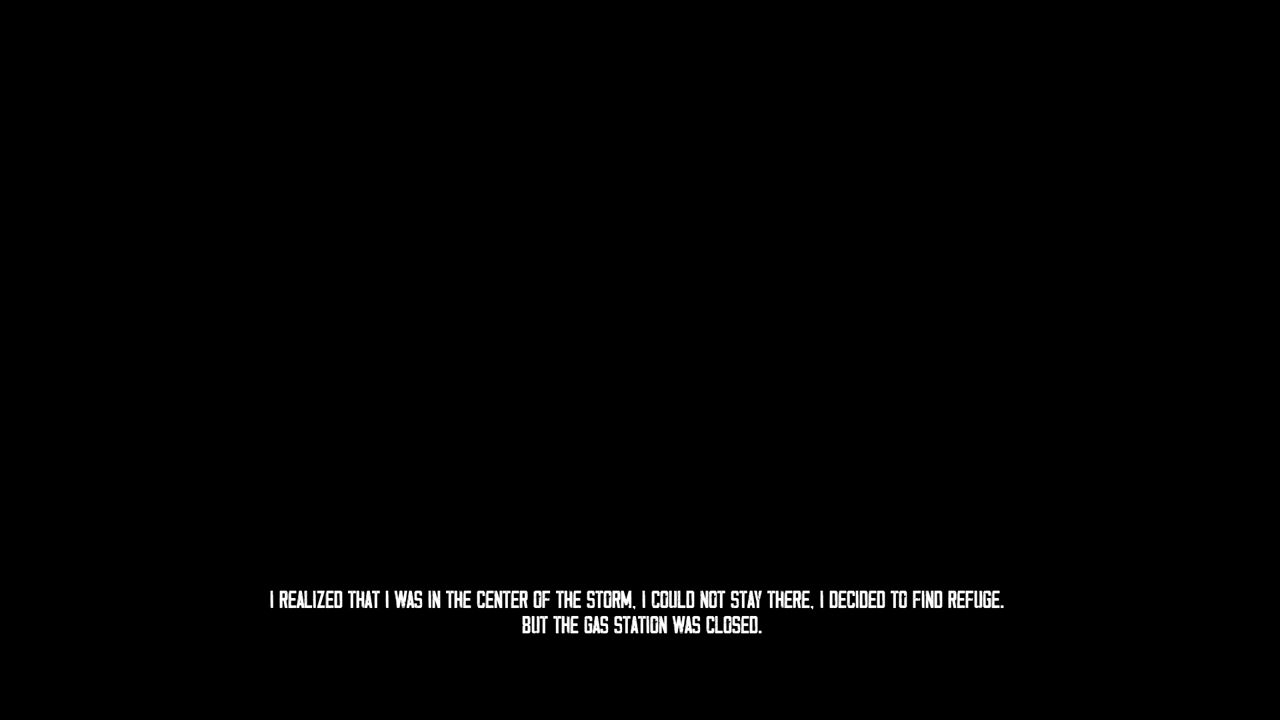 I REALIZED THAT I WAS IN THE CENTER OF THE STORM, I COULD NOT STAY THERE, I DECIDED TO FIND REFUGE.
BUT THE GAS STATION WAS CLOSED.